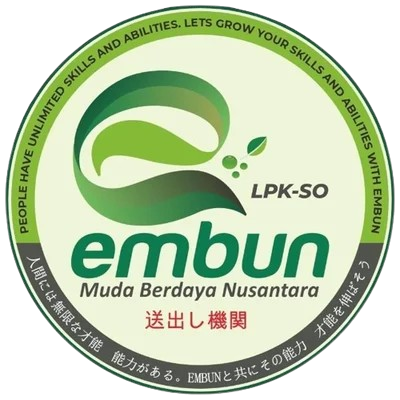 PEOPLE HAVE UNLIMITED SKILLS AND ABILITIES. LETS GROW YOUR SKILLS AND ABILITIES WITH EMBUN
LPK-SO
embun
Muda Berdaya Nusantara
送出し機関
人間には無限な才能 能力がある。EMBUNと共にその能力 才能を伸ばそう